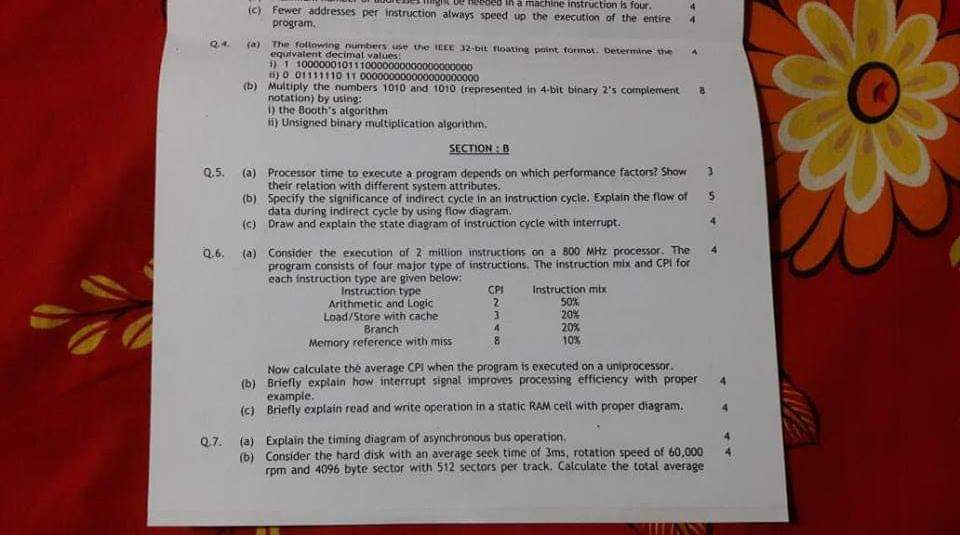 might be needed in a machine instruction is four. 4
(c) Fewer addresses per instruction always speed up the execution of the entire 4
program.
Q.4. (a) The following numbers use the IEEE 32-bit floating point format. Determine the 4
equivalent decimal values:
i) 1
ii) 0 01111110 11
(b) Multiply the numbers 1010 and 1010 (represented in 4-bit binary 2's complement 8
notation) by using:
i) the Booth's algorithm
ii) Unsigned binary multiplication algorithm.
SECTION : B
Q.5. (a) Processor time to execute a program depends on which performance factors? Show 3
their relation with different system attributes.
(b) Specify the significance of indirect cycle in an instruction cycle. Explain the flow of 5
data during indirect cycle by using flow diagram.
(c) Draw and explain the state diagram of instruction cycle with interrupt. 4
Q.6. (a) Consider the execution of 2 million instructions on a 800 MHz processor. The 4
program consists of four major type of instructions. The instruction mix and CPI for
each instruction type are given below:
Instruction type CPI Instruction mix
Arithmetic and Logic 2 50%
Load/Store with cache 3 20%
Branch 4 20%
Memory reference with miss 8 10%
Now calculate the average CPI when the program is executed on a uniprocessor.
(b) Briefly explain how interrupt signal improves processing efficiency with proper 4
example.
(c) Briefly explain read and write operation in a static RAM cell with proper diagram. 4
Q.7. (a) Explain the timing diagram of asynchronous bus operation. 4
(b) Consider the hard disk with an average seek time of 3ms, rotation speed of 60,000 4
rpm and 4096 byte sector with 512 sectors per track. Calculate the total average